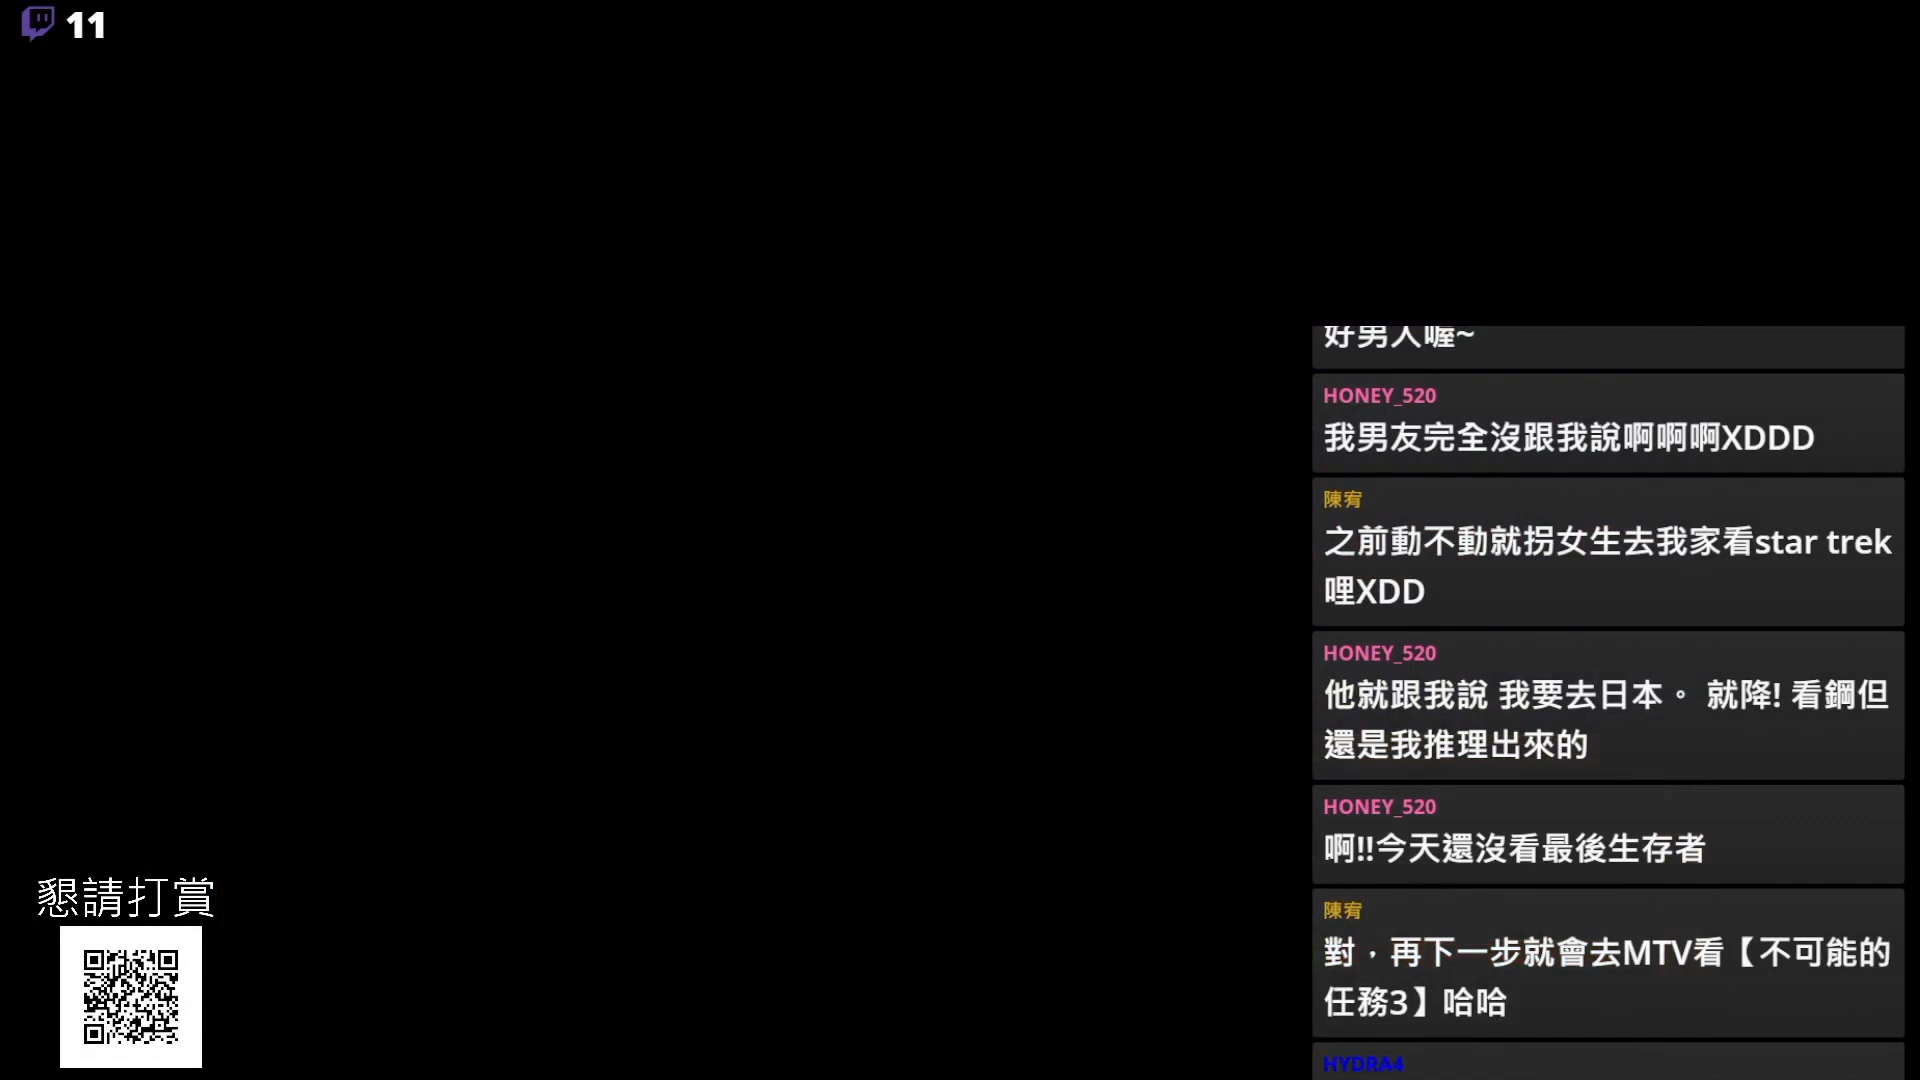 11
好男人喔~
HONEY_520
我男友完全沒跟我說啊啊啊XDDD
陳宥
之前動不動就拐女生去我家看star trek
哩XDD
HONEY_520
他就跟我說 我要去日本。 就降! 看鋼但
還是我推理出來的
HONEY_520
啊!!今天還沒看最後生存者
陳宥
對，再下一步就會去MTV看【不可能的
任務3】哈哈
HYDRA4
懇請打賞